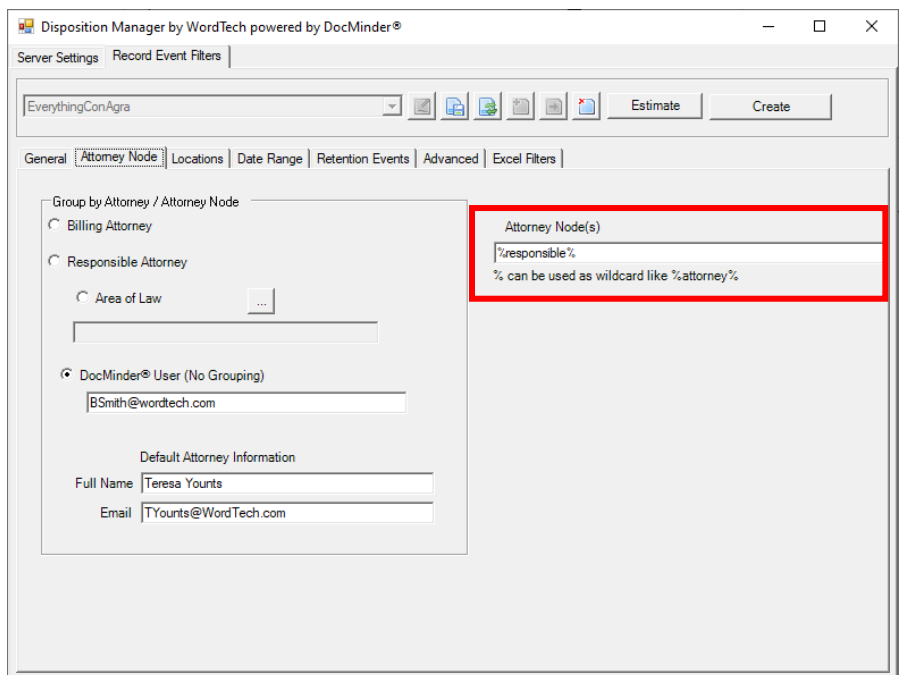 Disposition Manager by WordTech powered by DocMinder®
Server Settings Record Event Filters
EverythingConAgra Estimate Create
General Attorney Node Locations Date Range Retention Events Advanced Excel Filters
Group by Attorney / Attorney Node
Billing Attorney
Responsible Attorney
Area of Law ...
DocMinder® User (No Grouping)
BSmith@wordtech.com
Default Attorney Information
Full Name Teresa Younts
Email TYounts@WordTech.com
Attorney Node(s)
%responsible%
% can be used as wildcard like %attorney%